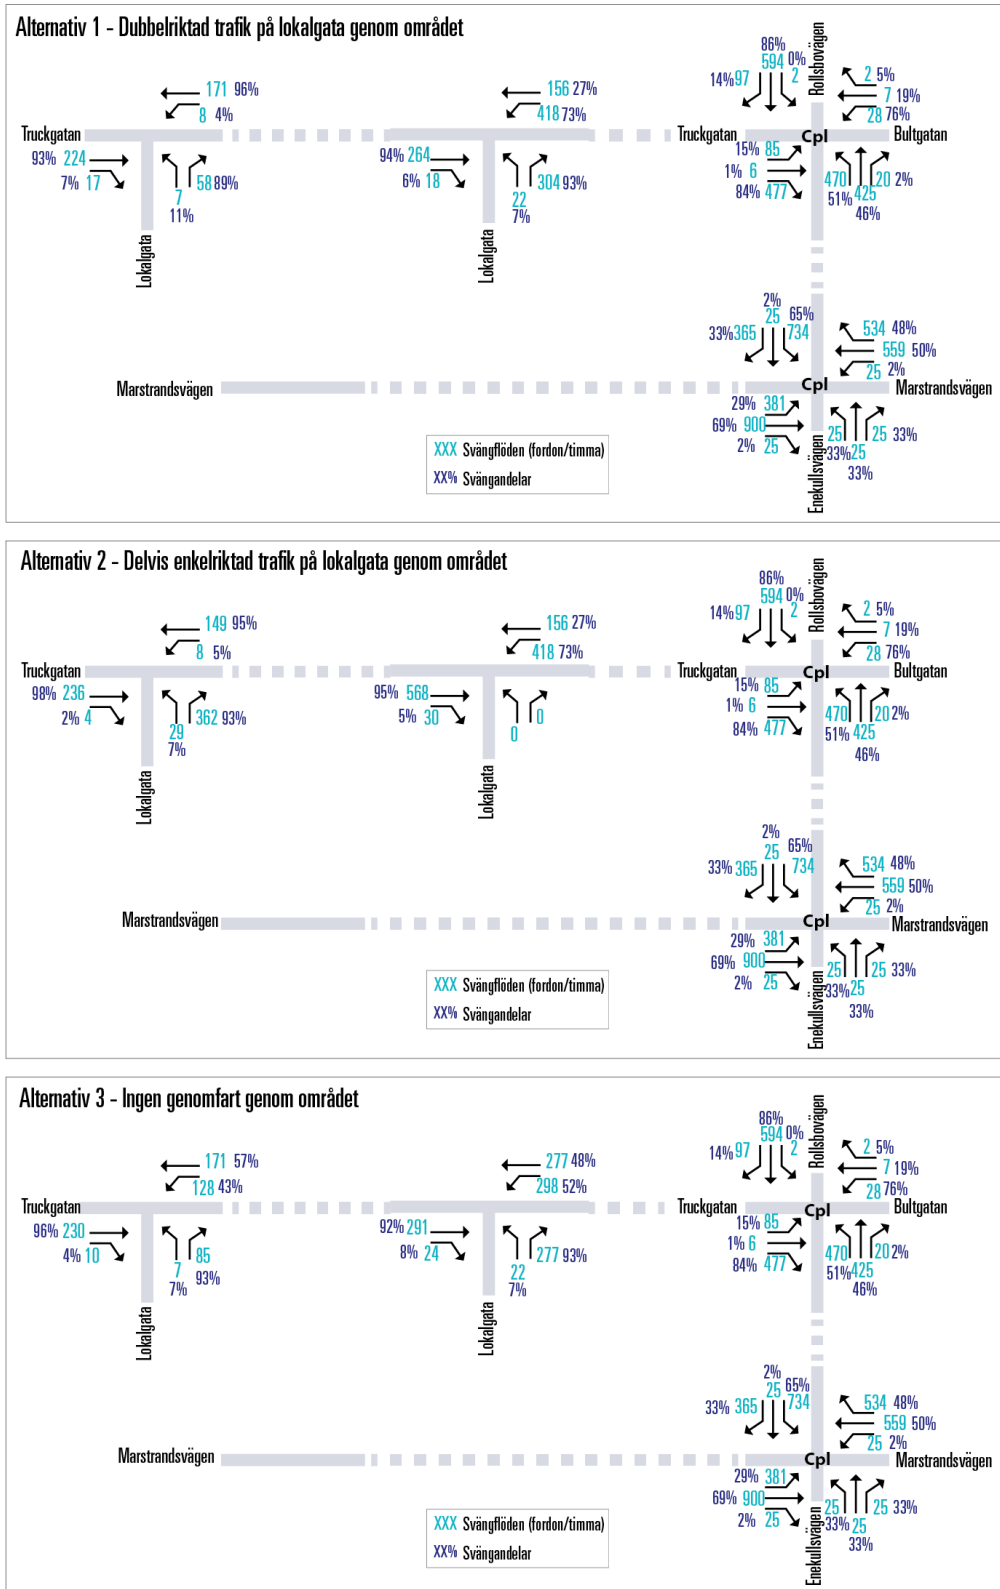 Alternativ 1 - Dubbelriktad trafik på lokalgata genom området
86%
594 0%
14% 97 2
Rollsbovägen
171 96%
8 4%
156 27%
418 73%
2 5%
7 19%
28 76%
Truckgatan
Truckgatan
Cpl
Bultgatan
93% 224
7% 17
7
58 89%
11%
94% 264
6% 18
304 93%
22
7%
15% 85
1% 6
84% 477
470
20 2%
51% 425
46%
Lokalgata
Lokalgata
2%
25 65%
33% 365 734
534 48%
559 50%
25 2%
Marstrandsvägen
Cpl
Marstrandsvägen
29% 381
69% 900
2% 25
25 25 33%
33% 25
33%
Enekullsvägen
XXX Svängflöden (fordon/timma)
XX% Svängandelar
Alternativ 2 - Delvis enkelriktad trafik på lokalgata genom området
86%
594 0%
14% 97 2
Rollsbovägen
149 95%
8 5%
156 27%
418 73%
2 5%
7 19%
28 76%
Truckgatan
Truckgatan
Cpl
Bultgatan
98% 236
2% 4
362 93%
29
7%
95% 568
5% 30
0
0
15% 85
1% 6
84% 477
470
20 2%
51% 425
46%
Lokalgata
Lokalgata
2%
25 65%
33% 365 734
534 48%
559 50%
25 2%
Marstrandsvägen
Cpl
Marstrandsvägen
29% 381
69% 900
2% 25
25 25 33%
33% 25
33%
Enekullsvägen
XXX Svängflöden (fordon/timma)
XX% Svängandelar
Alternativ 3 - Ingen genomfart genom området
86%
594 0%
14% 97 2
Rollsbovägen
171 57%
128 43%
277 48%
298 52%
2 5%
7 19%
28 76%
Truckgatan
Truckgatan
Cpl
Bultgatan
96% 230
4% 10
7 85
7% 93%
92% 291
8% 24
277 93%
22
7%
15% 85
1% 6
84% 477
470
20 2%
51% 425
46%
Lokalgata
Lokalgata
2%
25 65%
33% 365 734
534 48%
559 50%
25 2%
Marstrandsvägen
Cpl
Marstrandsvägen
29% 381
69% 900
2% 25
25 25 33%
33% 25
33%
Enekullsvägen
XXX Svängflöden (fordon/timma)
XX% Svängandelar